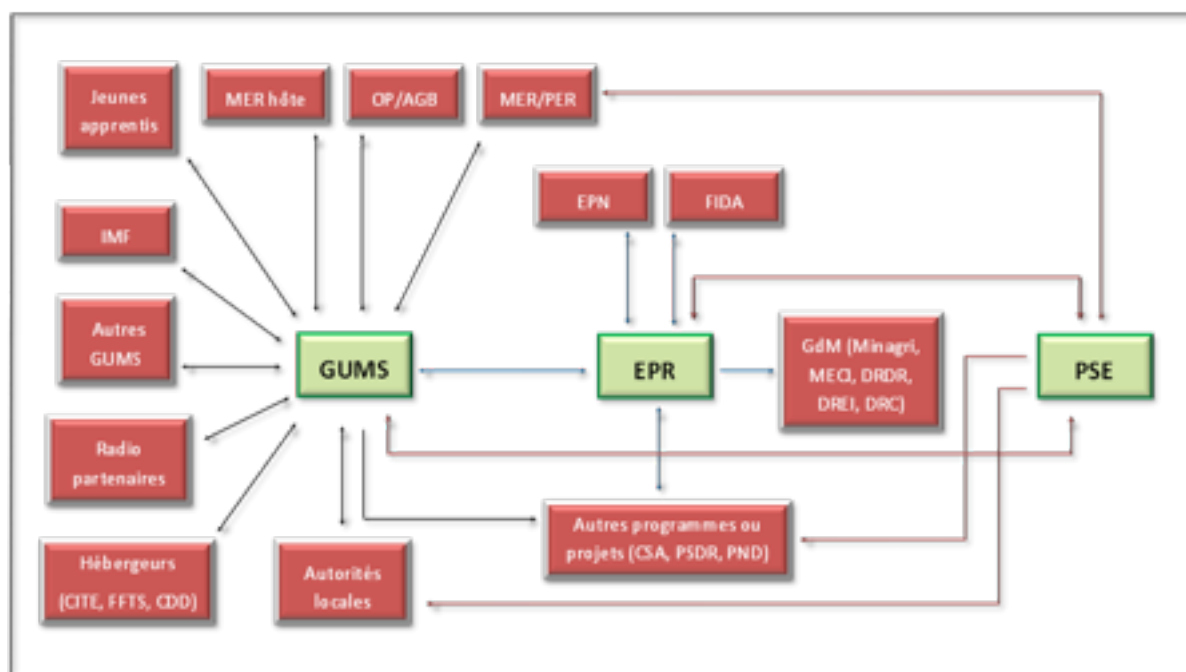 Jeunes
apprentis
MER hôte
OP/AGB
MER/PER
EPN
FIDA
IMF
Autres
GUMS
GUMS
EPR
GdM (Minagri,
MECI, DRDR,
DREI, DRC)
PSE
Radio
partenaires
Autres programmes ou
projets (CSA, PSDR, PND)
Hébergeurs
(CITE, FFTS, CDD)
Autorités
locales